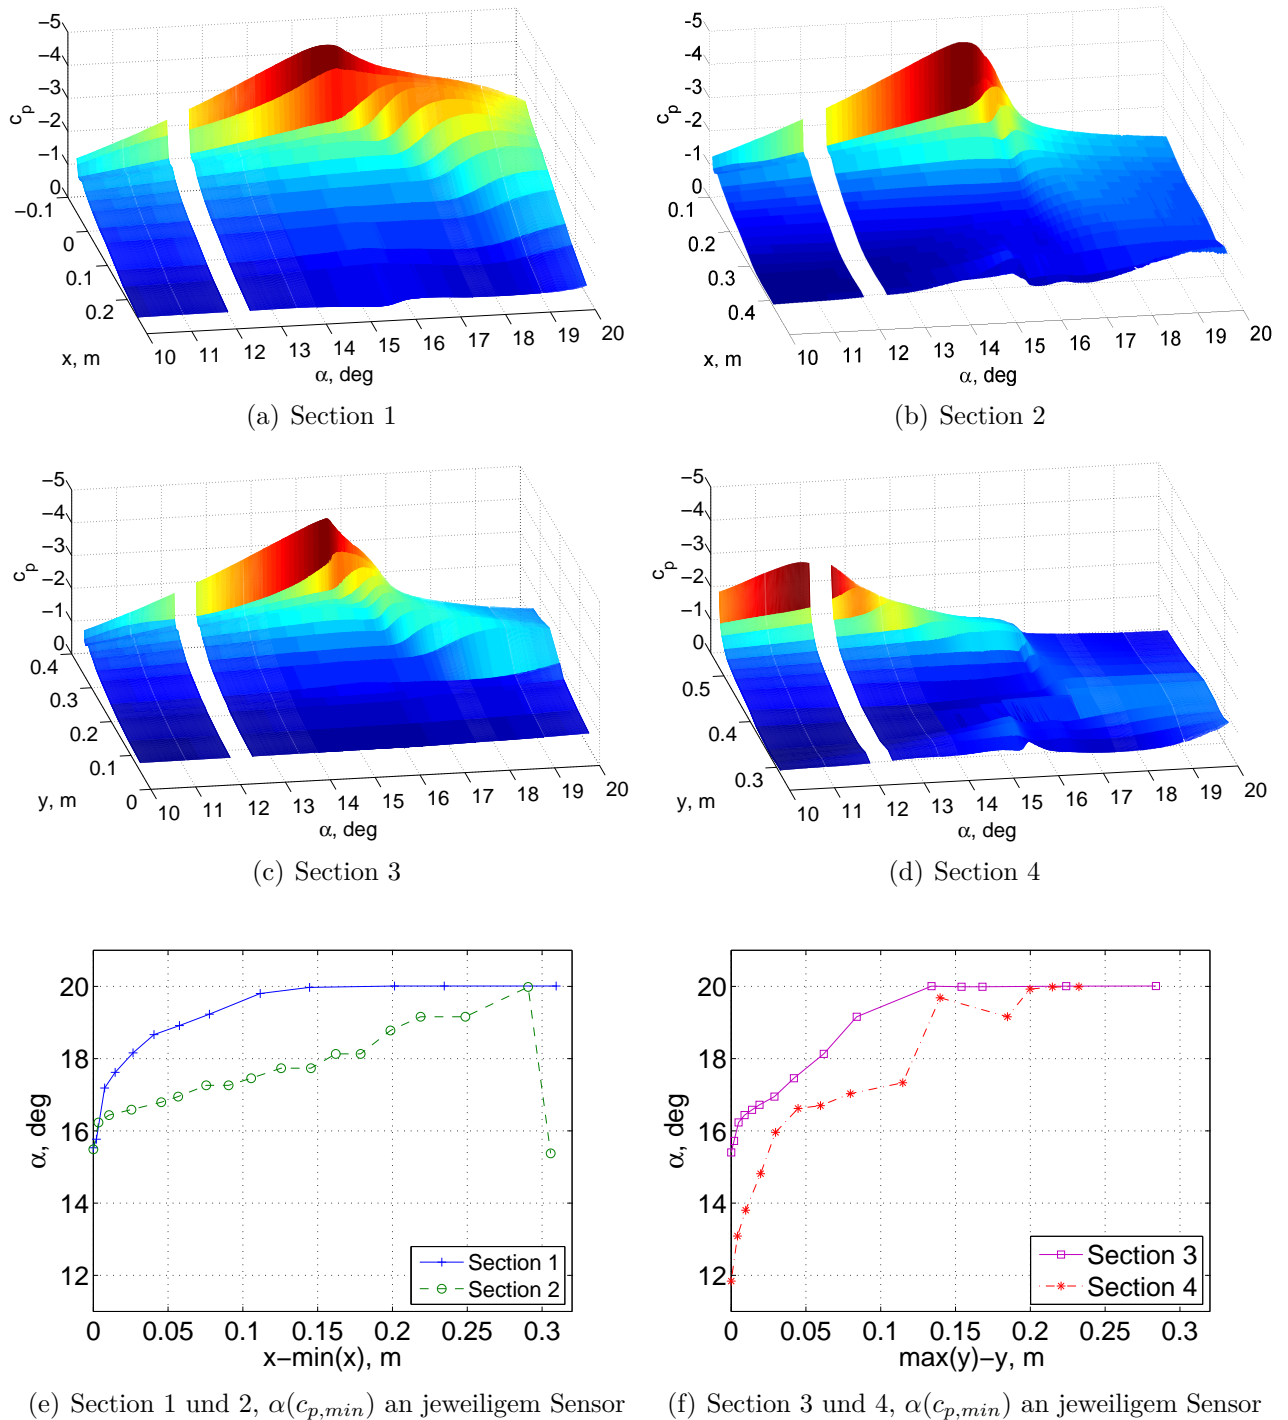 −5
−4
−3
−2
−1
0
c_p
−0.1
0
0.1
0.2
x, m
10 11 12 13 14 15 16 17 18 19 20
α, deg
(a) Section 1
-5
-4
-3
-2
-1
0
c_p
0.1
0.2
0.3
0.4
x, m
10 11 12 13 14 15 16 17 18 19 20
α, deg
(b) Section 2
−5
−4
−3
−2
−1
0
c_p
0.4
0.3
0.2
0.1
0
y, m
10 11 12 13 14 15 16 17 18 19 20
α, deg
(c) Section 3
−5
−4
−3
−2
−1
0
c_p
0.5
0.4
0.3
y, m
10 11 12 13 14 15 16 17 18 19 20
α, deg
(d) Section 4
20
18
16
14
12
α, deg
Section 1
Section 2
0 0.05 0.1 0.15 0.2 0.25 0.3
x−min(x), m
(e) Section 1 und 2, α(c_{p,min}) an jeweiligem Sensor
20
18
16
14
12
α, deg
Section 3
Section 4
0 0.05 0.1 0.15 0.2 0.25 0.3
max(y)−y, m
(f) Section 3 und 4, α(c_{p,min}) an jeweiligem Sensor